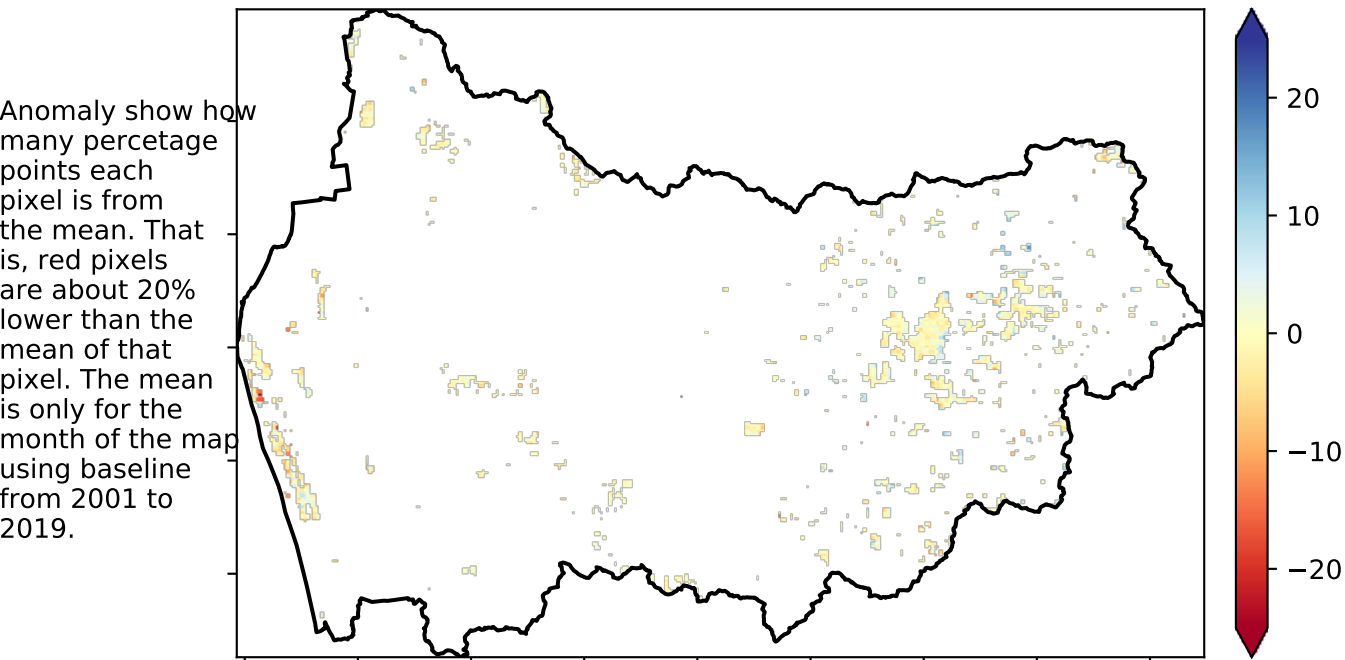 Anomaly show how
many percetage
points each
pixel is from
the mean. That
is, red pixels
are about 20%
lower than the
mean of that
pixel. The mean
is only for the
month of the map
using baseline
from 2001 to
2019.
20
10
0
−10
−20